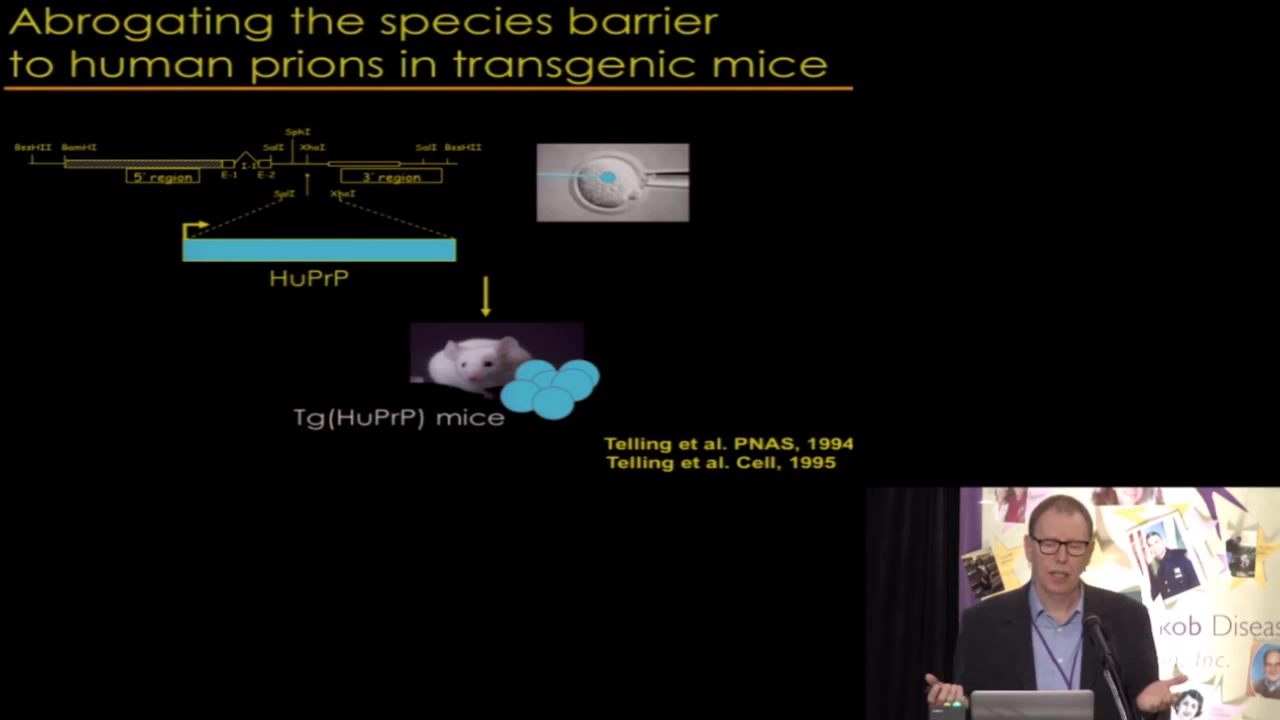 Abrogating the species barrier
to human prions in transgenic mice
SphI
BssHII BamHI SalI XhoI SalI BssHII
I-1
5' region E-1 E-2 3' region
SalI XhoI
HuPrP
Tg(HuPrP) mice
Telling et al. PNAS, 1994
Telling et al. Cell, 1995
kob Diseas
Inc.